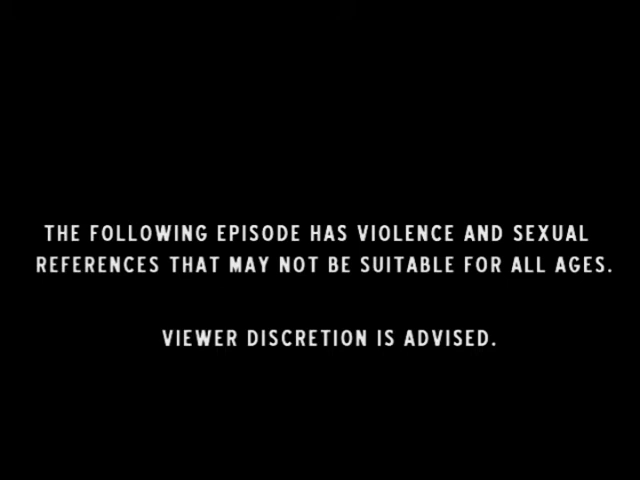 THE FOLLOWING EPISODE HAS VIOLENCE AND SEXUAL
REFERENCES THAT MAY NOT BE SUITABLE FOR ALL AGES.
VIEWER DISCRETION IS ADVISED.